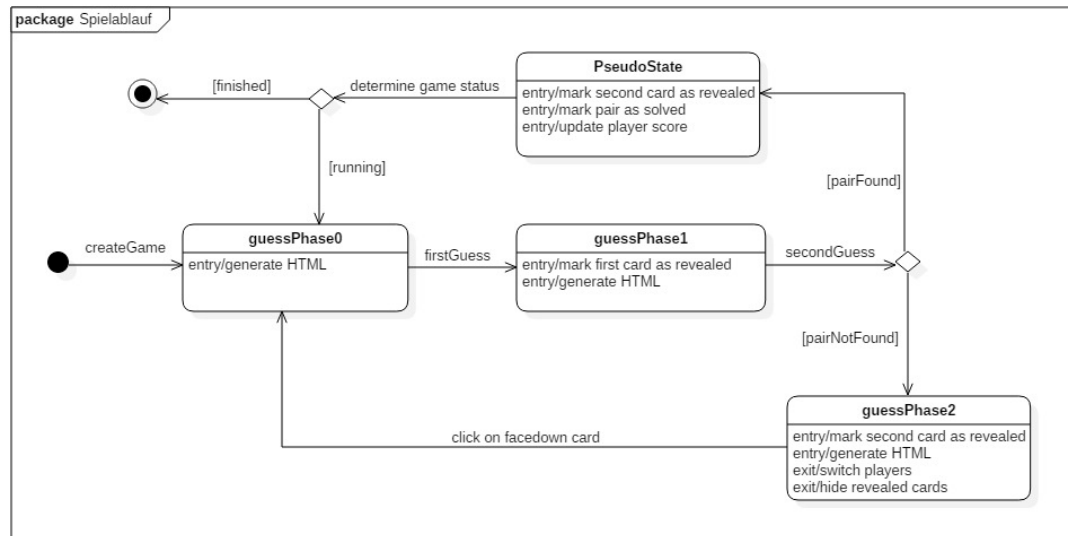 package Spielablauf
PseudoState
entry/mark second card as revealed
entry/mark pair as solved
entry/update player score
[finished]
determine game status
[running]
[pairFound]
createGame
guessPhase0
entry/generate HTML
firstGuess
guessPhase1
entry/mark first card as revealed
entry/generate HTML
secondGuess
[pairNotFound]
guessPhase2
entry/mark second card as revealed
entry/generate HTML
exit/switch players
exit/hide revealed cards
click on facedown card